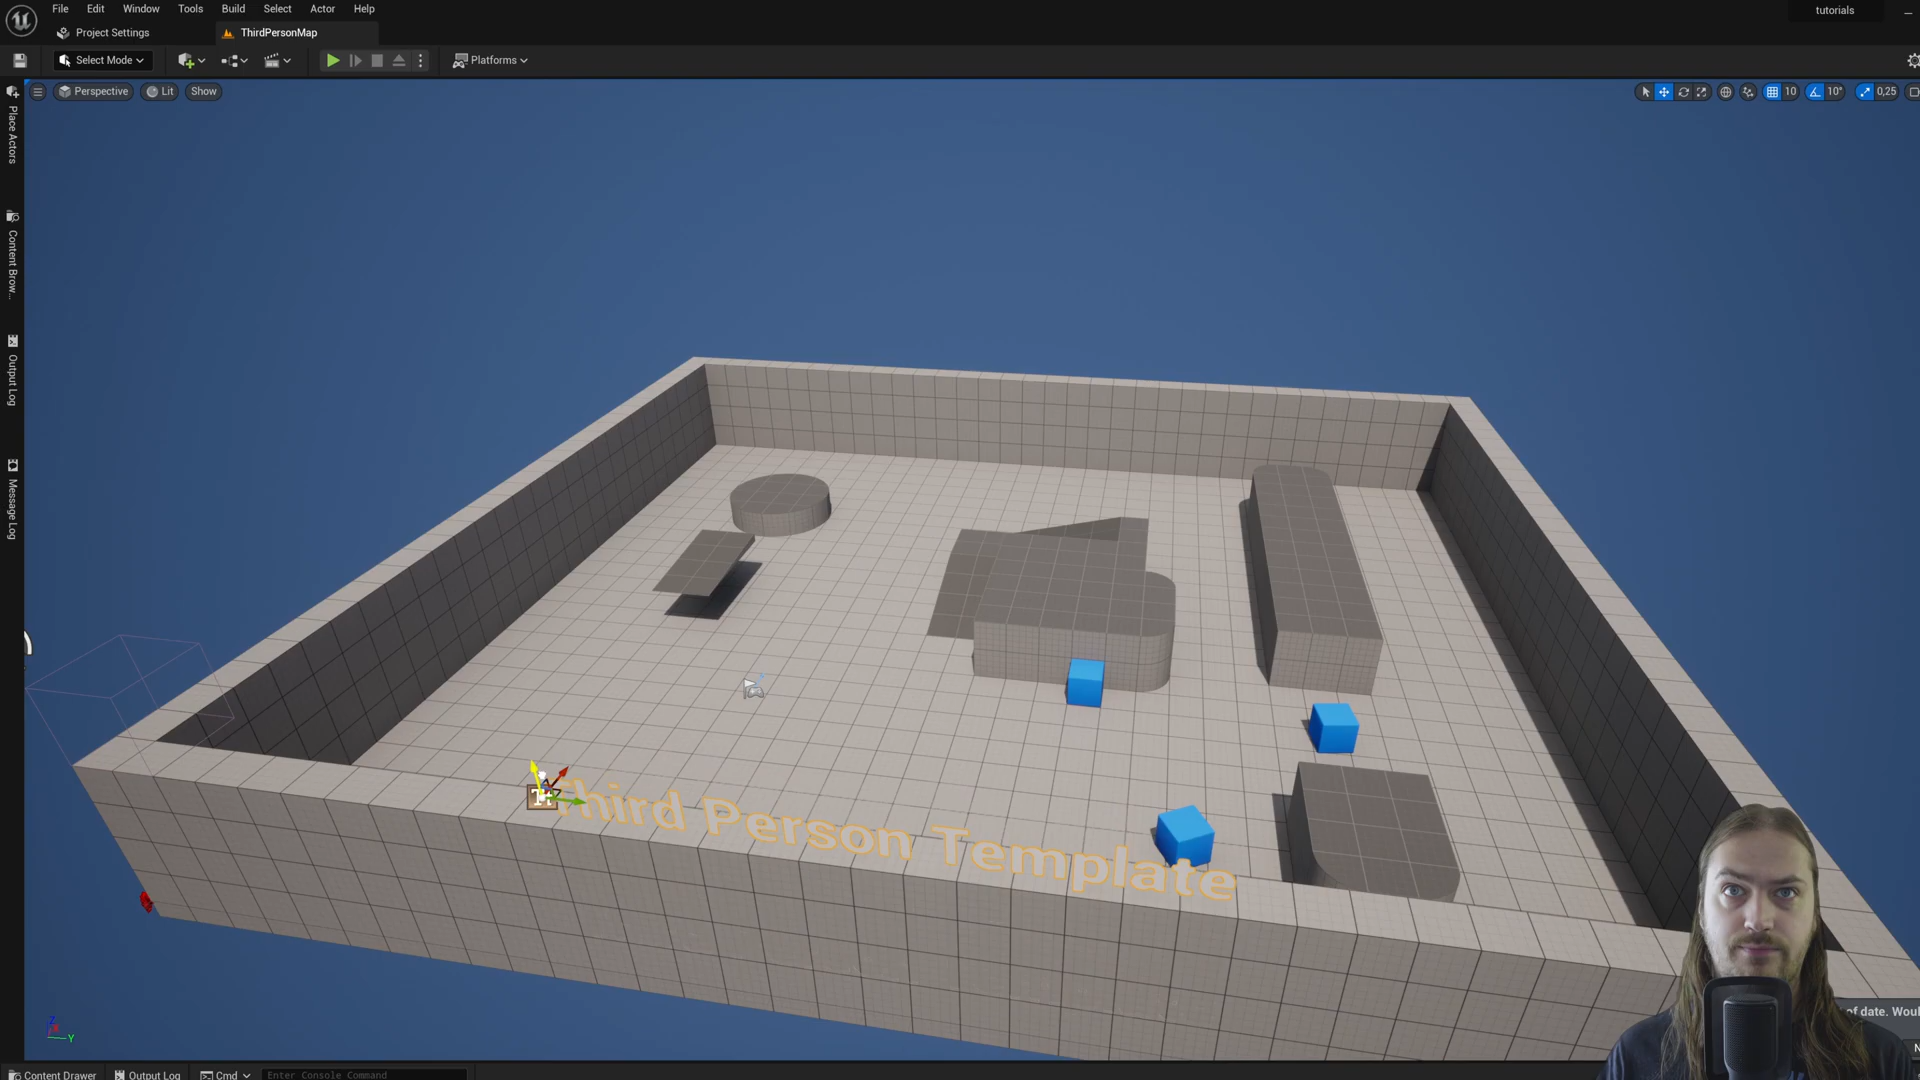 File Edit Window Tools Build Select Actor Help
tutorials
Project Settings
ThirdPersonMap
Select Mode
Platforms
Perspective
Lit
Show
10
10°
0,25
Place Actors
Content Brow...
Output Log
Message Log
Third Person Template
Z
Y
of date. Woul
N
Content Drawer
Output Log
Cmd
Enter Console Command